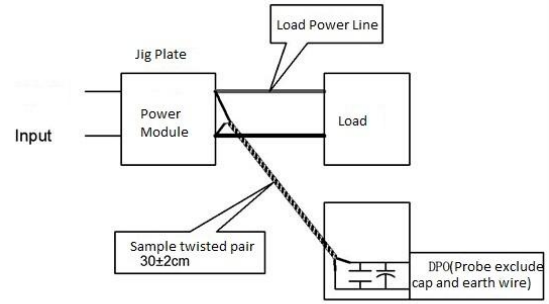 Load Power Line
Jig Plate
Power
Module
Load
Input
Sample twisted pair
30±2cm
DPO(Probe exclude
cap and earth wire)